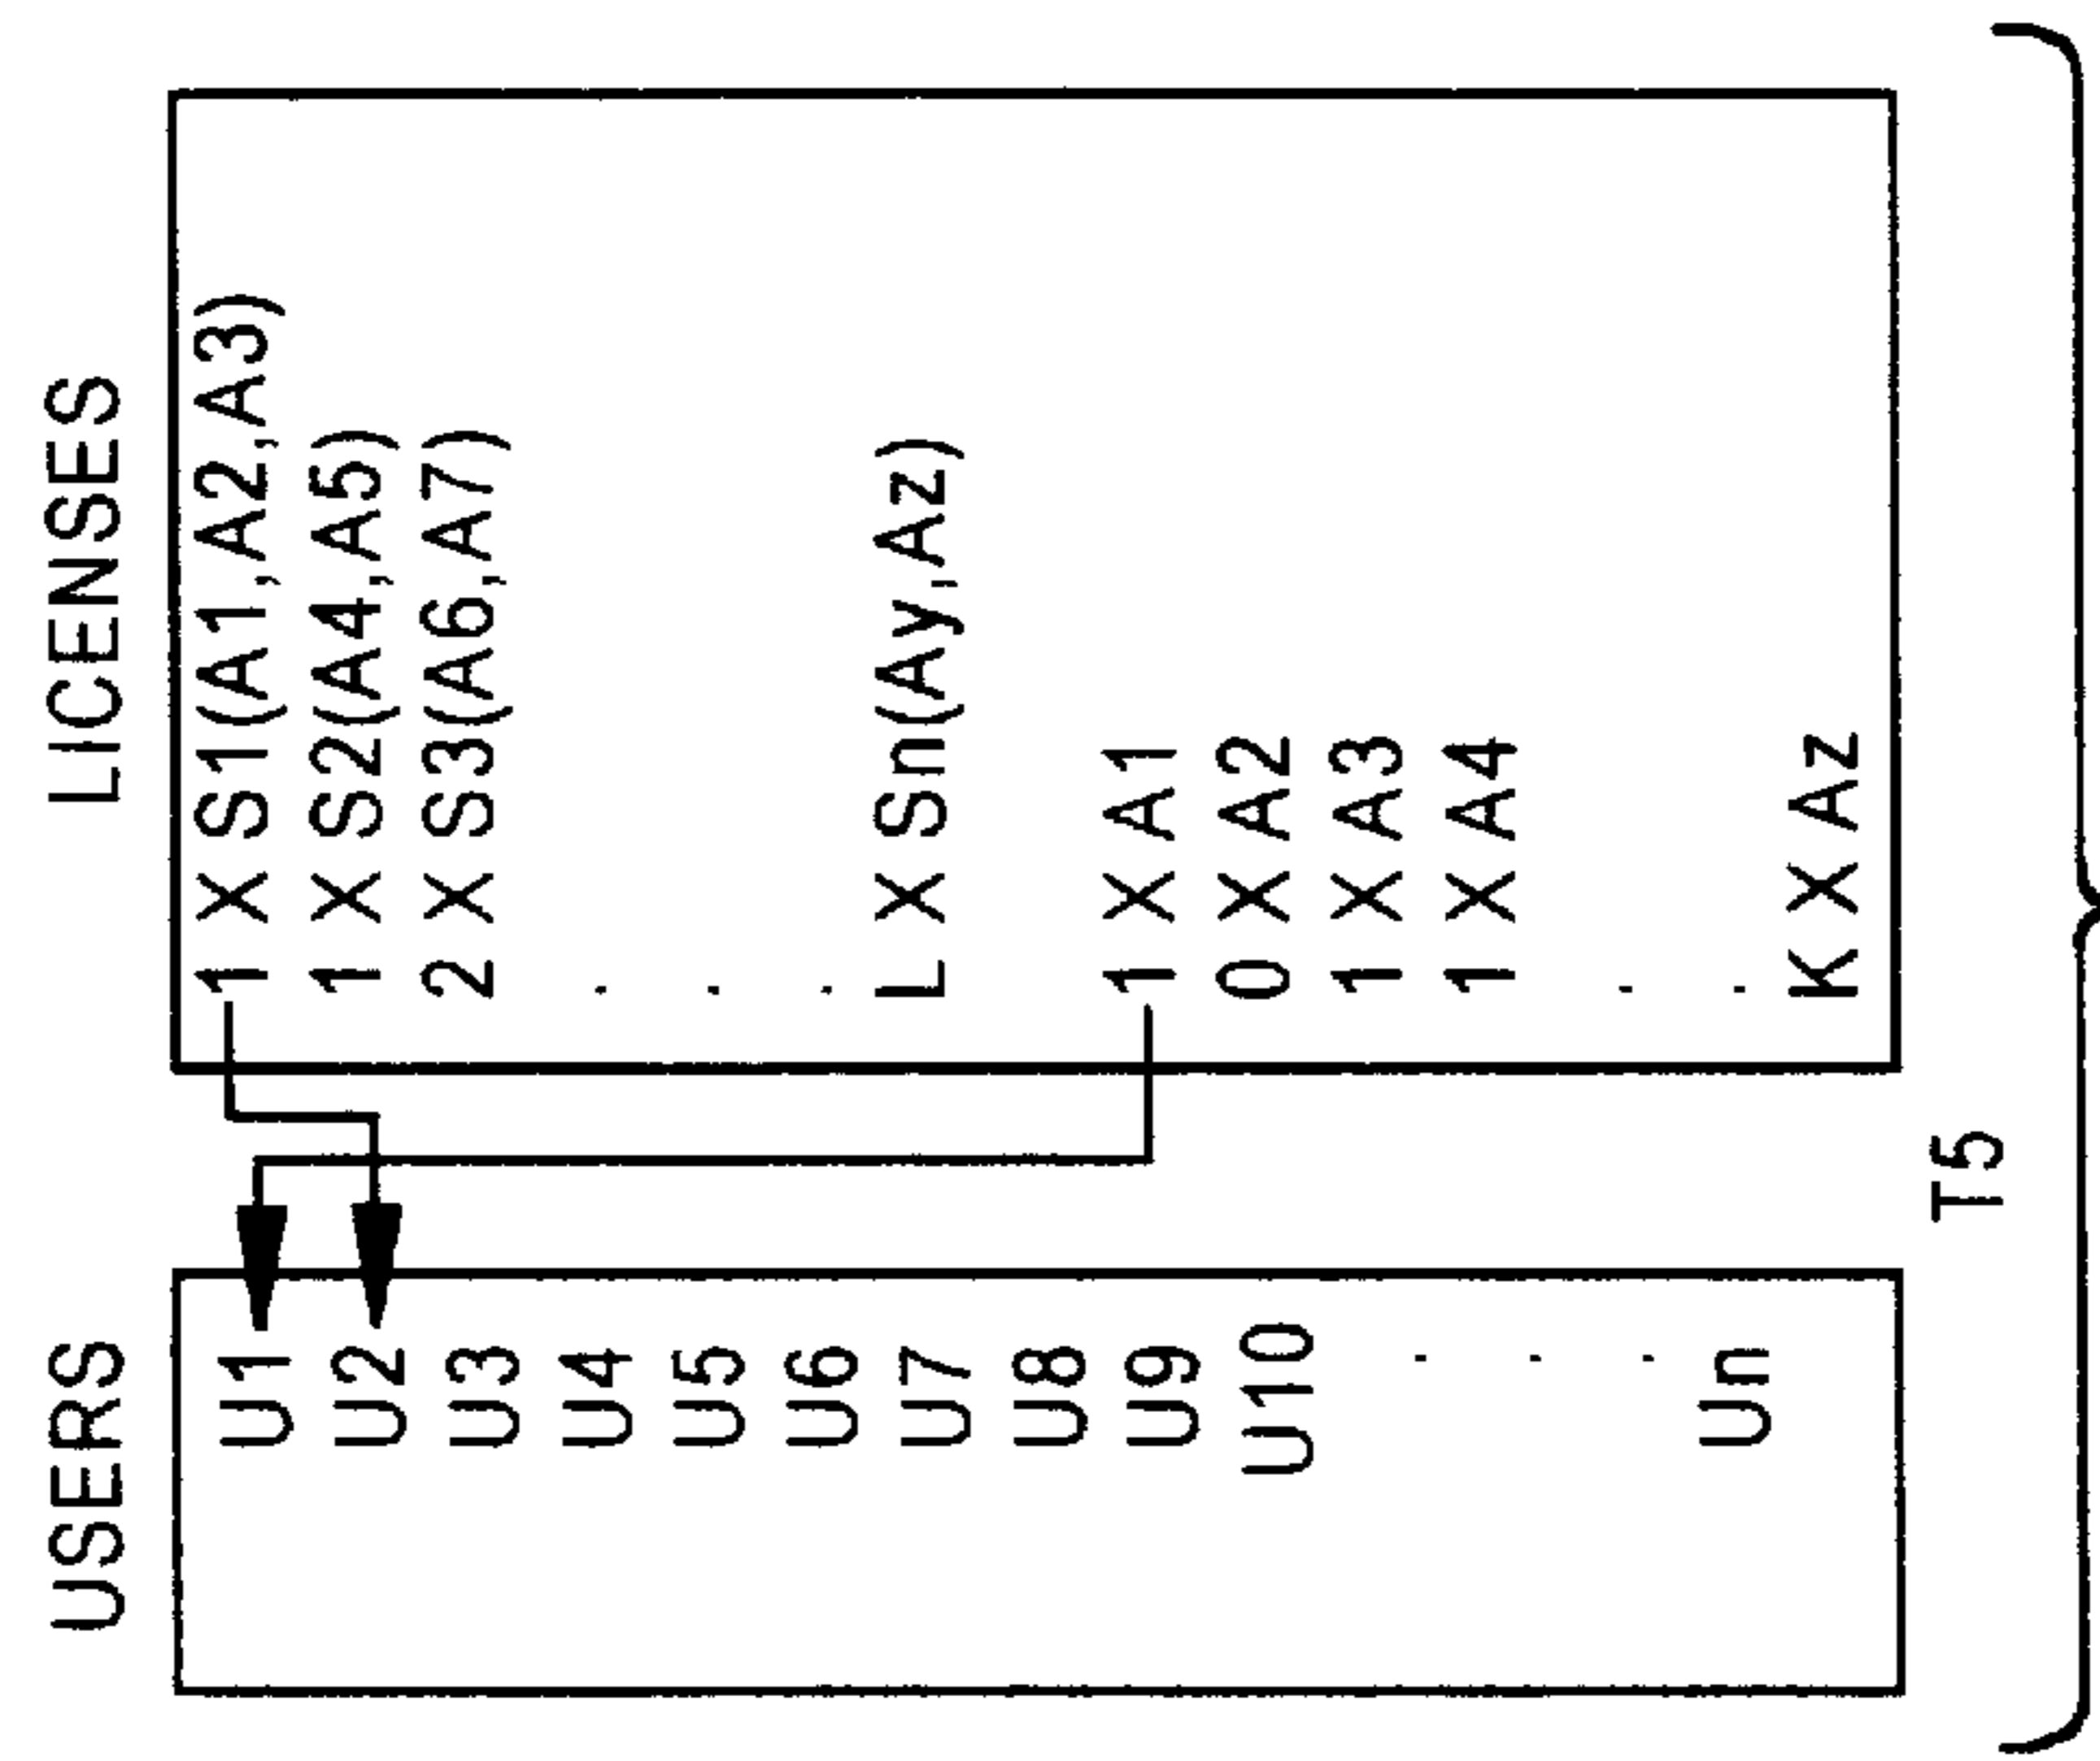 USERS
U1
U2
U3
U4
U5
U6
U7
U8
U9
U10
.
.
.
Un
LICENSES
1 X S1(A1,A2,A3)
1 X S2(A4,A5)
2 X S3(A6,A7)
.
.
.
L X Sn(Ay,Az)
1 X A1
0 X A2
1 X A3
1 X A4
.
.
K X Az
T5